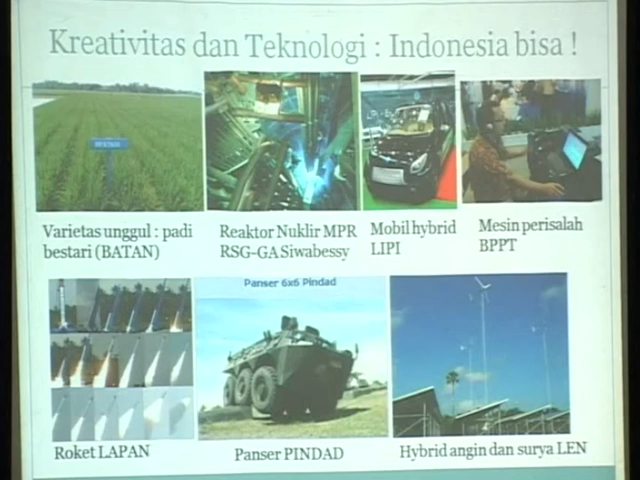 Kreativitas dan Teknologi : Indonesia bisa !
Varietas unggul : padi
bestari (BATAN)
Reaktor Nuklir MPR
RSG-GA Siwabessy
Mobil hybrid
LIPI
Mesin perisalah
BPPT
Panser 6x6 Pindad
Roket LAPAN
Panser PINDAD
Hybrid angin dan surya LEN